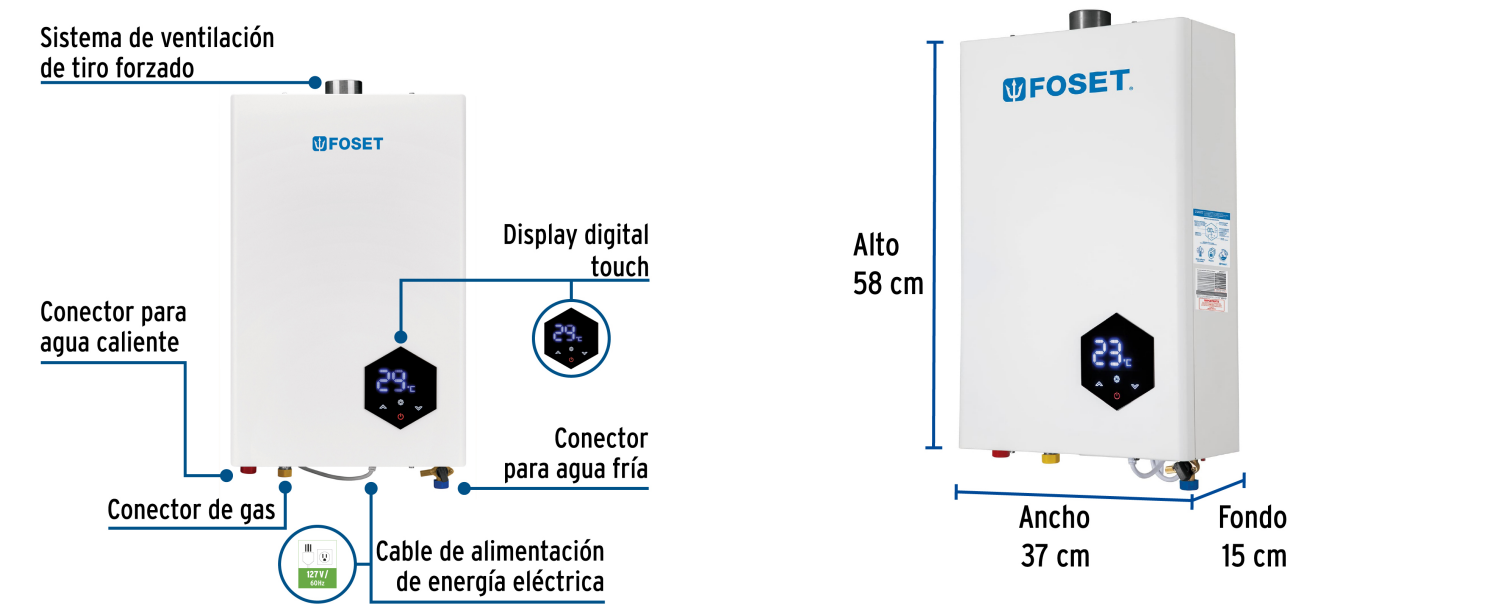 Sistema de ventilación
de tiro forzado
FOSET
Display digital
touch
29 °C
Conector para
agua caliente
29 °C
Conector
para agua fría
Conector de gas
Cable de alimentación
de energía eléctrica
127 V/
60Hz
FOSET®
Alto
58 cm
23 °C
Ancho
37 cm
Fondo
15 cm